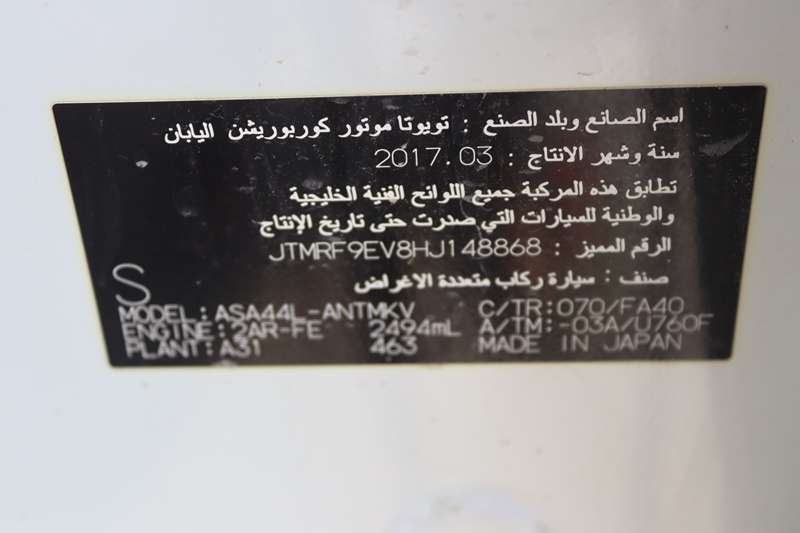 اسم الصانع وبلد الصنع : تويوتا موتور كوربوريشن اليابان
سنة وشهر الانتاج : 2017.03
تطابق هذه المركبة جميع اللوائح الفنية الخليجية
والوطنية للسيارات التي صدرت حتى تاريخ الإنتاج
الرقم المميز : JTMRF9EV8HJ148868
صنف : سيارة ركاب متعددة الاغراض
S
MODEL:ASA44L-ANTMKV C/TR:070/FA40
ENGINE:2AR-FE 2494mL A/TM:-03A/U760F
PLANT:A31 463 MADE IN JAPAN